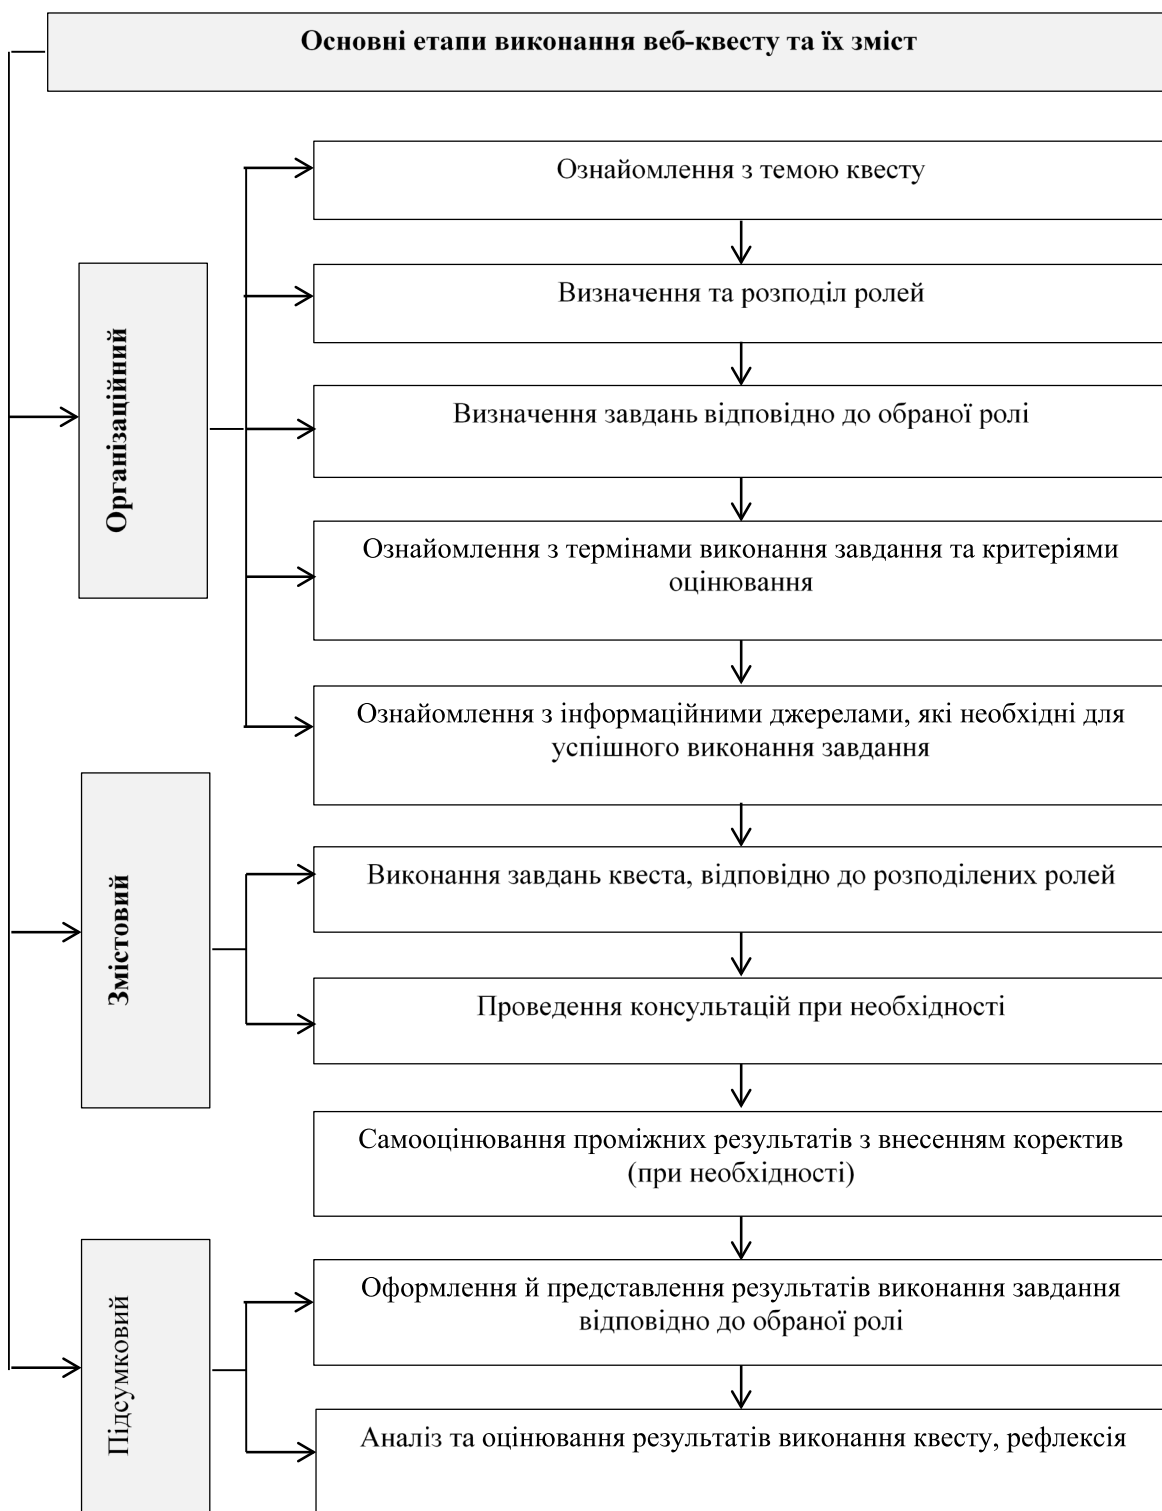 Основні етапи виконання веб-квесту та їх зміст
Організаційний
Ознайомлення з темою квесту
Визначення та розподіл ролей
Визначення завдань відповідно до обраної ролі
Ознайомлення з термінами виконання завдання та критеріями
оцінювання
Ознайомлення з інформаційними джерелами, які необхідні для
успішного виконання завдання
Змістовий
Виконання завдань квеста, відповідно до розподілених ролей
Проведення консультацій при необхідності
Самооцінювання проміжних результатів з внесенням коректив
(при необхідності)
Підсумковий
Оформлення й представлення результатів виконання завдання
відповідно до обраної ролі
Аналіз та оцінювання результатів виконання квесту, рефлексія